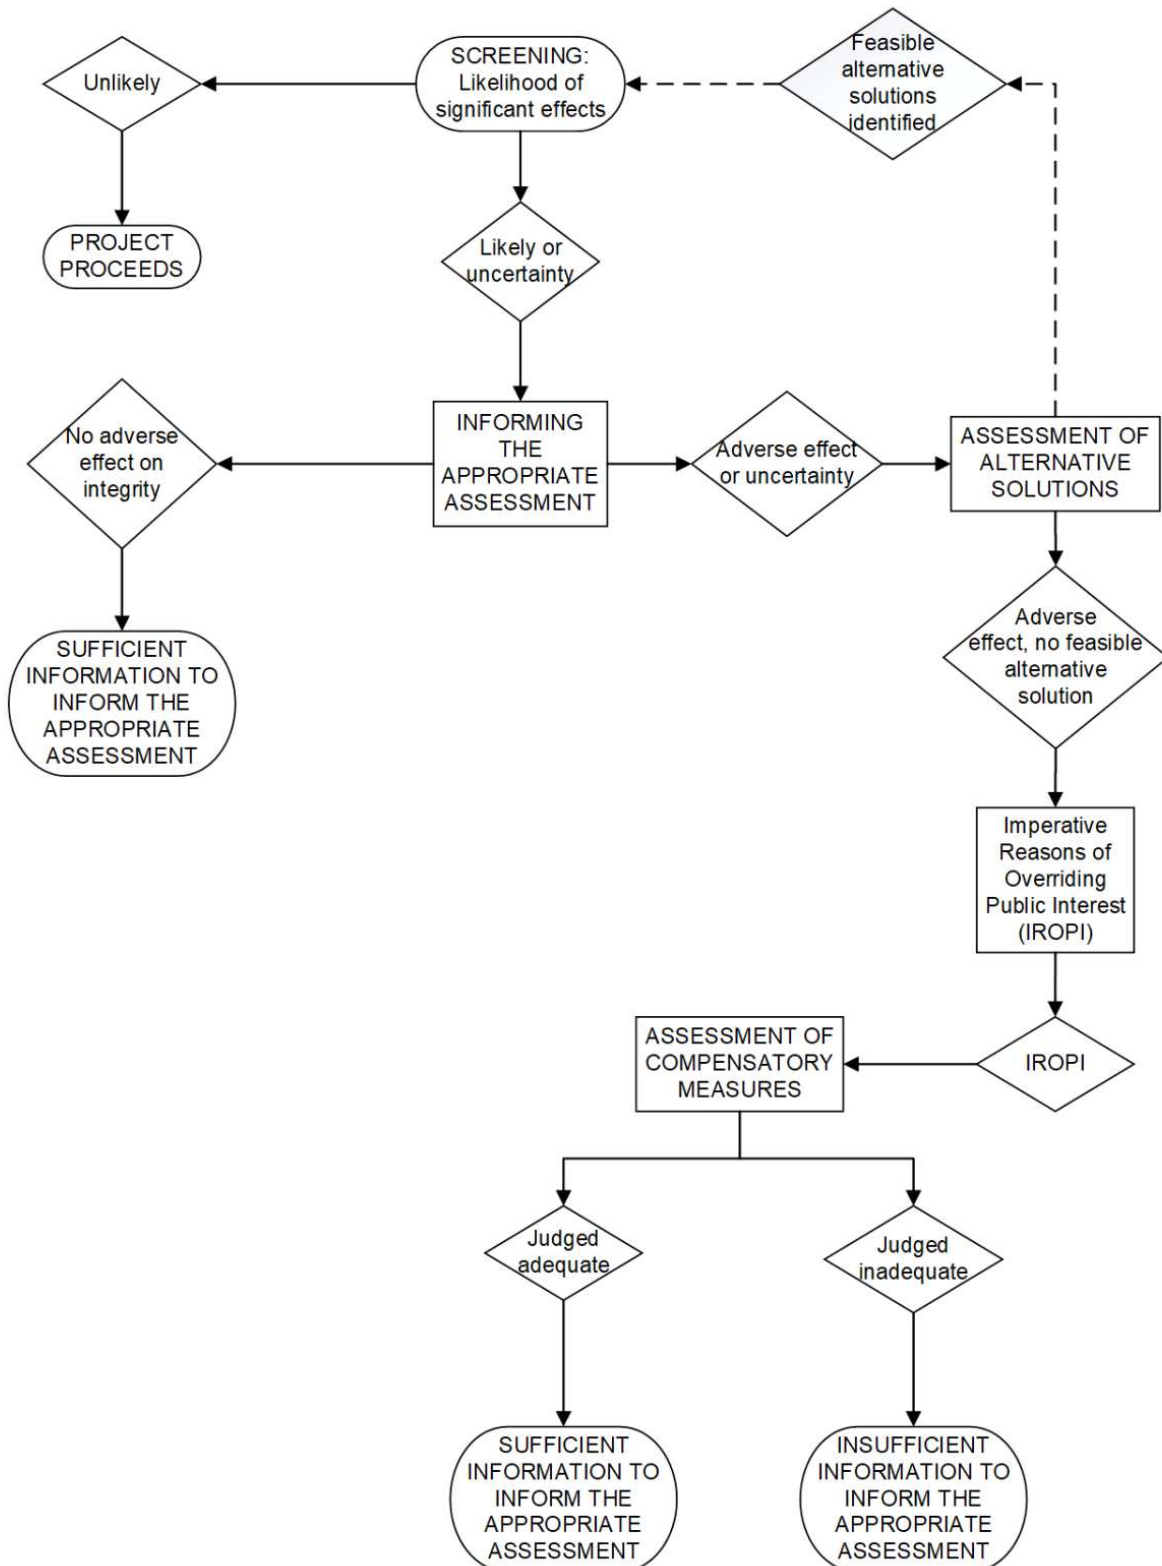 Unlikely
SCREENING:
Likelihood of
significant effects
Feasible
alternative
solutions
identified
PROJECT
PROCEEDS
Likely or
uncertainty
No adverse
effect on
integrity
INFORMING
THE
APPROPRIATE
ASSESSMENT
Adverse effect
or uncertainty
ASSESSMENT OF
ALTERNATIVE
SOLUTIONS
SUFFICIENT
INFORMATION TO
INFORM THE
APPROPRIATE
ASSESSMENT
Adverse
effect, no feasible
alternative
solution
Imperative
Reasons of
Overriding
Public Interest
(IROPI)
ASSESSMENT OF
COMPENSATORY
MEASURES
IROPI
Judged
adequate
Judged
inadequate
SUFFICIENT
INFORMATION TO
INFORM THE
APPROPRIATE
ASSESSMENT
INSUFFICIENT
INFORMATION TO
INFORM THE
APPROPRIATE
ASSESSMENT